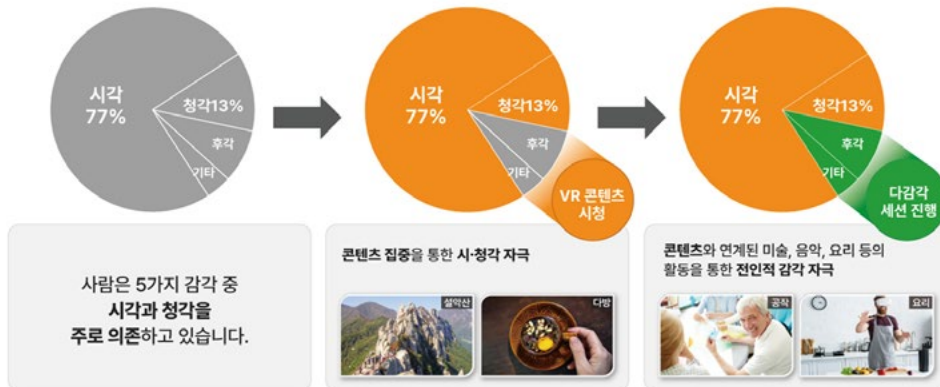 시각
77%
청각13%
후각
기타
시각
77%
청각13%
후각
기타
VR 콘텐츠
시청
시각
77%
청각13%
후각
기타
다감각
세션 진행
사람은 5가지 감각 중
시각과 청각을
주로 의존하고 있습니다.
콘텐츠 집중을 통한 시·청각 자극
설악산
다방
콘텐츠와 연계된 미술, 음악, 요리 등의
활동을 통한 전인적 감각 자극
공작
요리